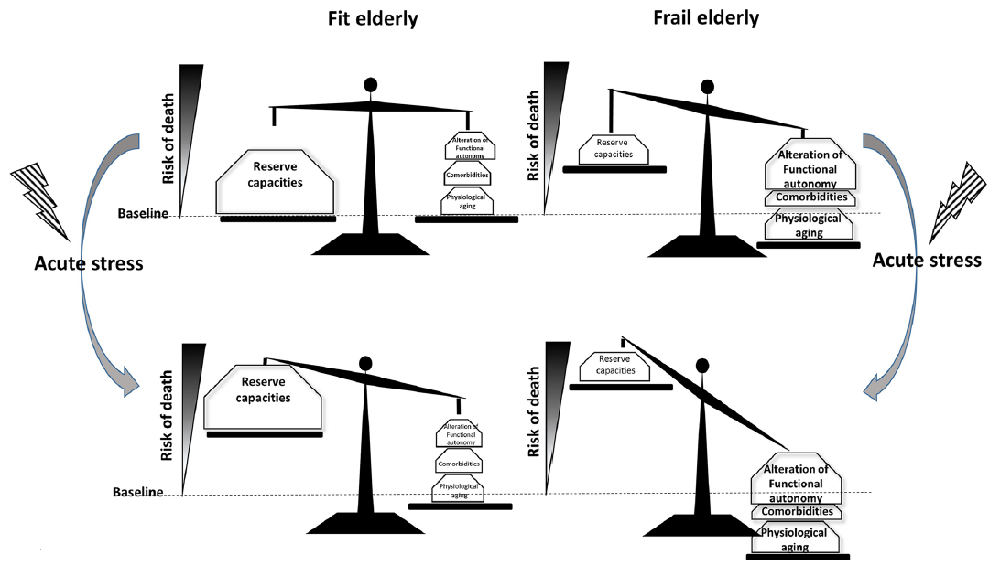 Fit elderly
Frail elderly
Risk of death
Reserve
capacities
Alteration of
Functional
autonomy
Comorbidities
Physiological
aging
Baseline
Risk of death
Reserve
capacities
Alteration of
Functional
autonomy
Comorbidities
Physiological
aging
Acute stress
Acute stress
Risk of death
Reserve
capacities
Alteration of
Functional
autonomy
Comorbidities
Physiological
aging
Baseline
Risk of death
Reserve
capacities
Alteration of
Functional
autonomy
Comorbidities
Physiological
aging